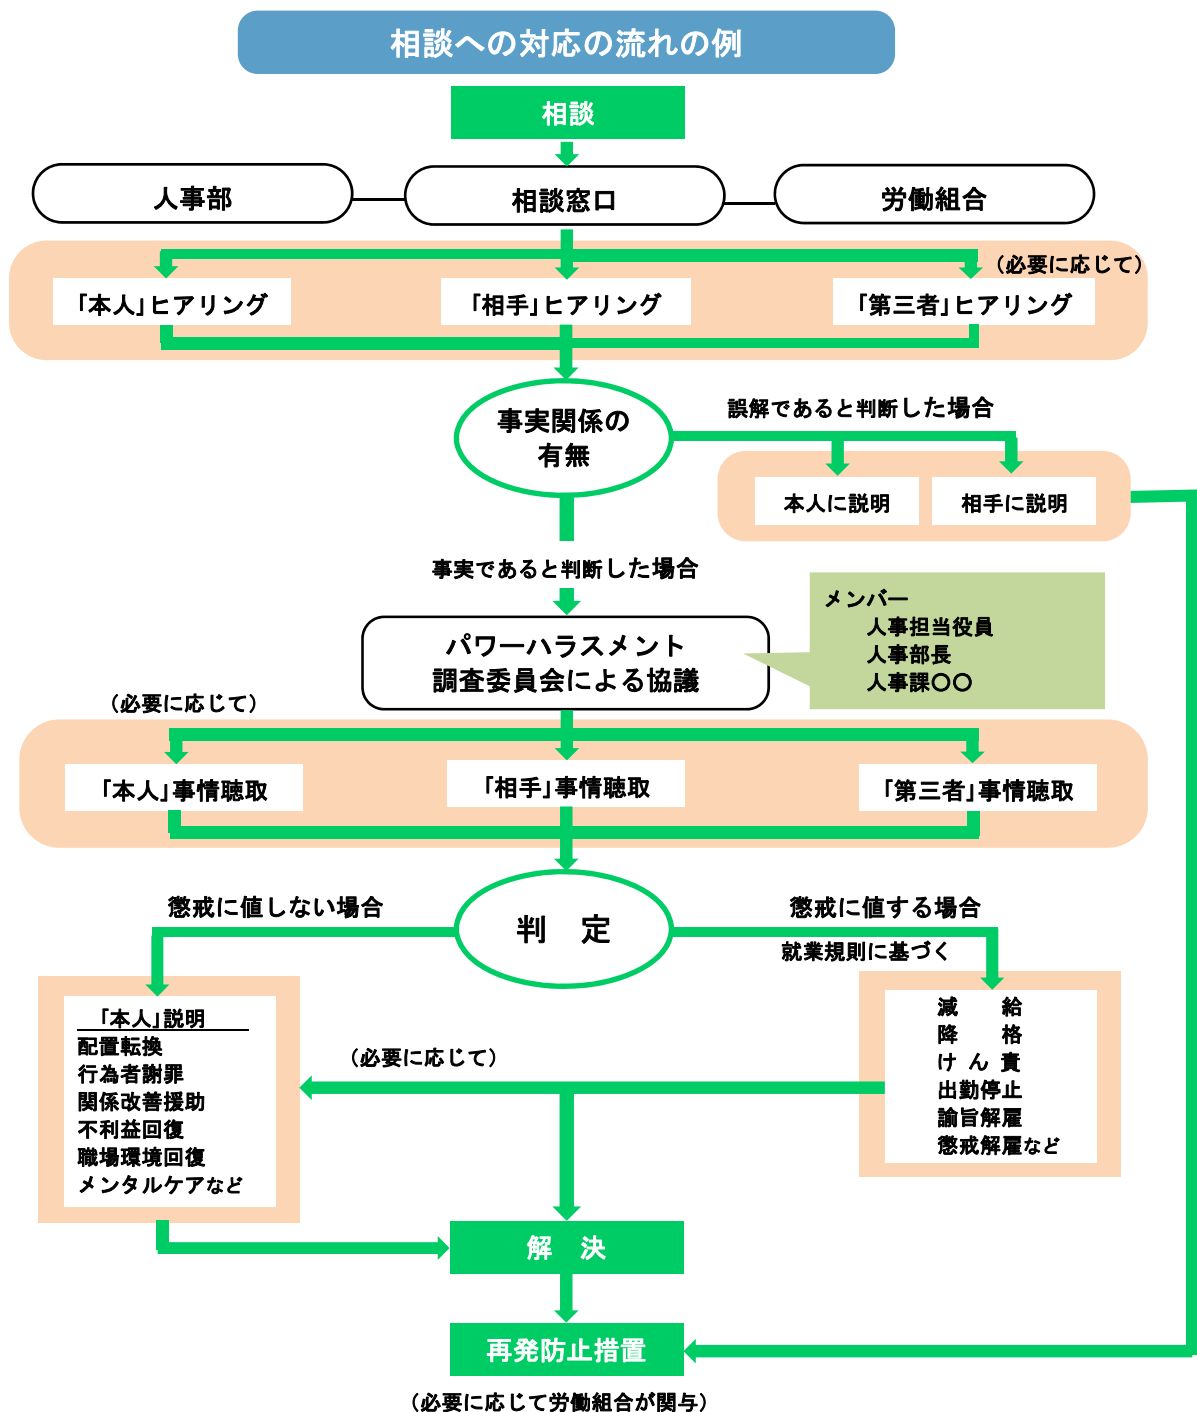 相談への対応の流れの例
相談
人事部
相談窓口
労働組合
（必要に応じて）
「本人」ヒアリング
「相手」ヒアリング
「第三者」ヒアリング
事実関係の
有無
誤解であると判断した場合
本人に説明
相手に説明
事実であると判断した場合
パワーハラスメント
調査委員会による協議
メンバー
人事担当役員
人事部長
人事課〇〇
（必要に応じて）
「本人」事情聴取
「相手」事情聴取
「第三者」事情聴取
判　定
懲戒に値しない場合
懲戒に値する場合
就業規則に基づく
「本人」説明
配置転換
行為者謝罪
関係改善援助
不利益回復
職場環境回復
メンタルケアなど
（必要に応じて）
減　　給
降　　格
け ん 責
出勤停止
諭旨解雇
懲戒解雇など
解　決
再発防止措置
（必要に応じて労働組合が関与）